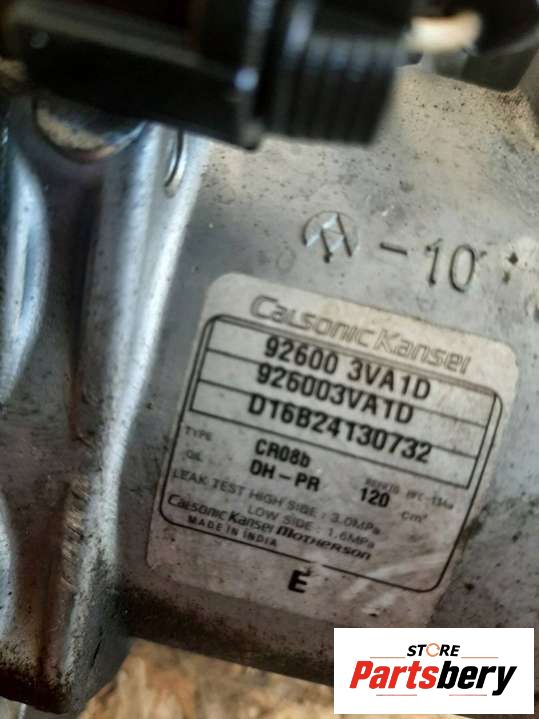 -10
CALSONIC KANSEI
92600 3VA1D
926003VA1D
D16B24130732
TYPE CR08b
OIL DH-PR 120 cm³
LEAK TEST HIGH SIDE : 3.0MPa
LOW SIDE : 1.6MPa
CALSONIC KANSEI MOTHERSON
MADE IN INDIA
E
STORE
Partsbery